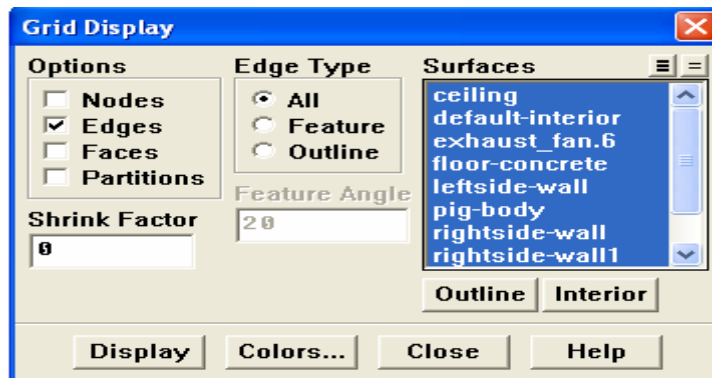 Grid Display
Options
Nodes
Edges
Faces
Partitions
Shrink Factor
0
Edge Type
All
Feature
Outline
Feature Angle
20
Surfaces
ceiling
default-interior
exhaust_fan.6
floor-concrete
leftside-wall
pig-body
rightside-wall
rightside-wall1
Outline Interior
Display Colors... Close Help